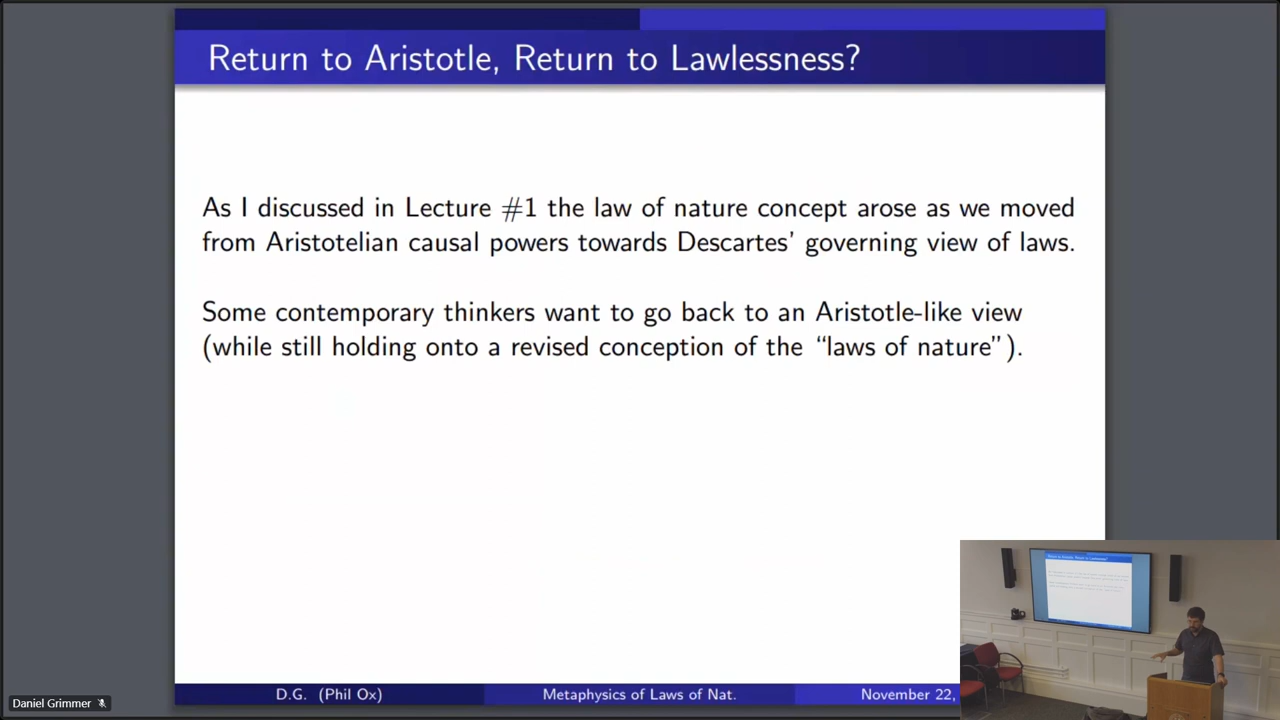 Return to Aristotle, Return to Lawlessness?
As I discussed in Lecture #1 the law of nature concept arose as we moved
from Aristotelian causal powers towards Descartes' governing view of laws.
Some contemporary thinkers want to go back to an Aristotle-like view
(while still holding onto a revised conception of the “laws of nature”).
D.G. (Phil Ox)
Metaphysics of Laws of Nat.
November 22,
Daniel Grimmer